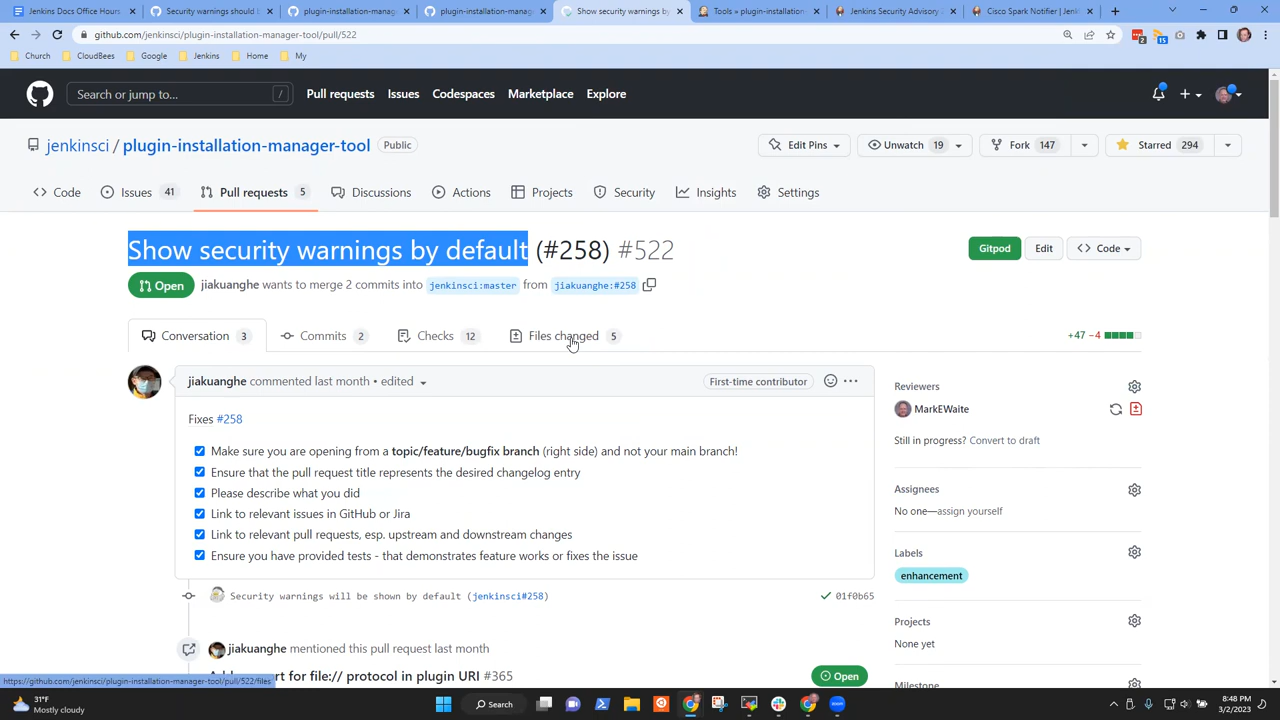 Jenkins Docs Office Hours
Security warnings should b
plugin-installation-manager-
plugin-installation-manager-
Show security warnings by
Tools » plugin-installation-m
Jenkins Security Advisory
Cisco Spark Notifier | Jenk
github.com/jenkinsci/plugin-installation-manager-tool/pull/522
2
15
Church
CloudBees
Google
Jenkins
Home
My
Search or jump to...
/
Pull requests
Issues
Codespaces
Marketplace
Explore
jenkinsci / plugin-installation-manager-tool
Public
Edit Pins
Unwatch 19
Fork 147
Starred 294
Code
Issues 41
Pull requests 5
Discussions
Actions
Projects
Security
Insights
Settings
Show security warnings by default (#258) #522
Gitpod
Edit
Code
Open
jiakuanghe wants to merge 2 commits into jenkinsci:master from jiakuanghe:#258
Conversation 3
Commits 2
Checks 12
Files changed 5
+47 −4
jiakuanghe commented last month • edited
First-time contributor
Fixes #258
Make sure you are opening from a topic/feature/bugfix branch (right side) and not your main branch!
Ensure that the pull request title represents the desired changelog entry
Please describe what you did
Link to relevant issues in GitHub or Jira
Link to relevant pull requests, esp. upstream and downstream changes
Ensure you have provided tests - that demonstrates feature works or fixes the issue
Security warnings will be shown by default (jenkinsci#258)
01f0b65
jiakuanghe mentioned this pull request last month
rt for file:// protocol in plugin URI #365
Open
Reviewers
MarkEWaite
Still in progress? Convert to draft
Assignees
No one—assign yourself
Labels
enhancement
Projects
None yet
Milestone
https://github.com/jenkinsci/plugin-installation-manager-tool/pull/522/files
31°F
Mostly cloudy
Search
8:48 PM
3/2/2023